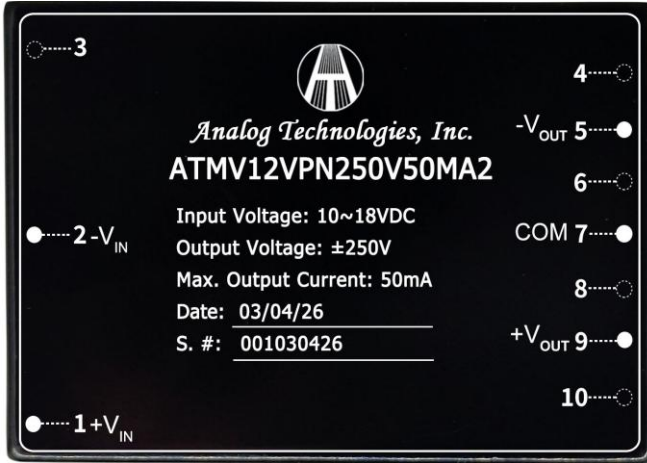 3
4
Analog Technologies, Inc.
-VOUT 5
ATMV12VPN250V50MA2
6
Input Voltage: 10~18VDC
2 -VIN
COM 7
Output Voltage: ±250V
Max. Output Current: 50mA
8
Date: 03/04/26
+VOUT 9
S. #: 001030426
10
1 +VIN